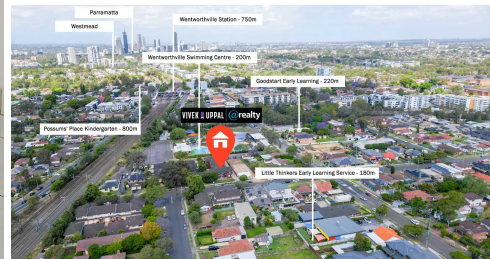 Parramatta
Westmead
Wentworthville Station - 750m
Wentworthville Swimming Centre - 200m
Goodstart Early Learning - 220m
VIVEK UPPAL @realty
Possums' Place Kindergarten - 800m
Little Thinkers Early Learning Service - 180m